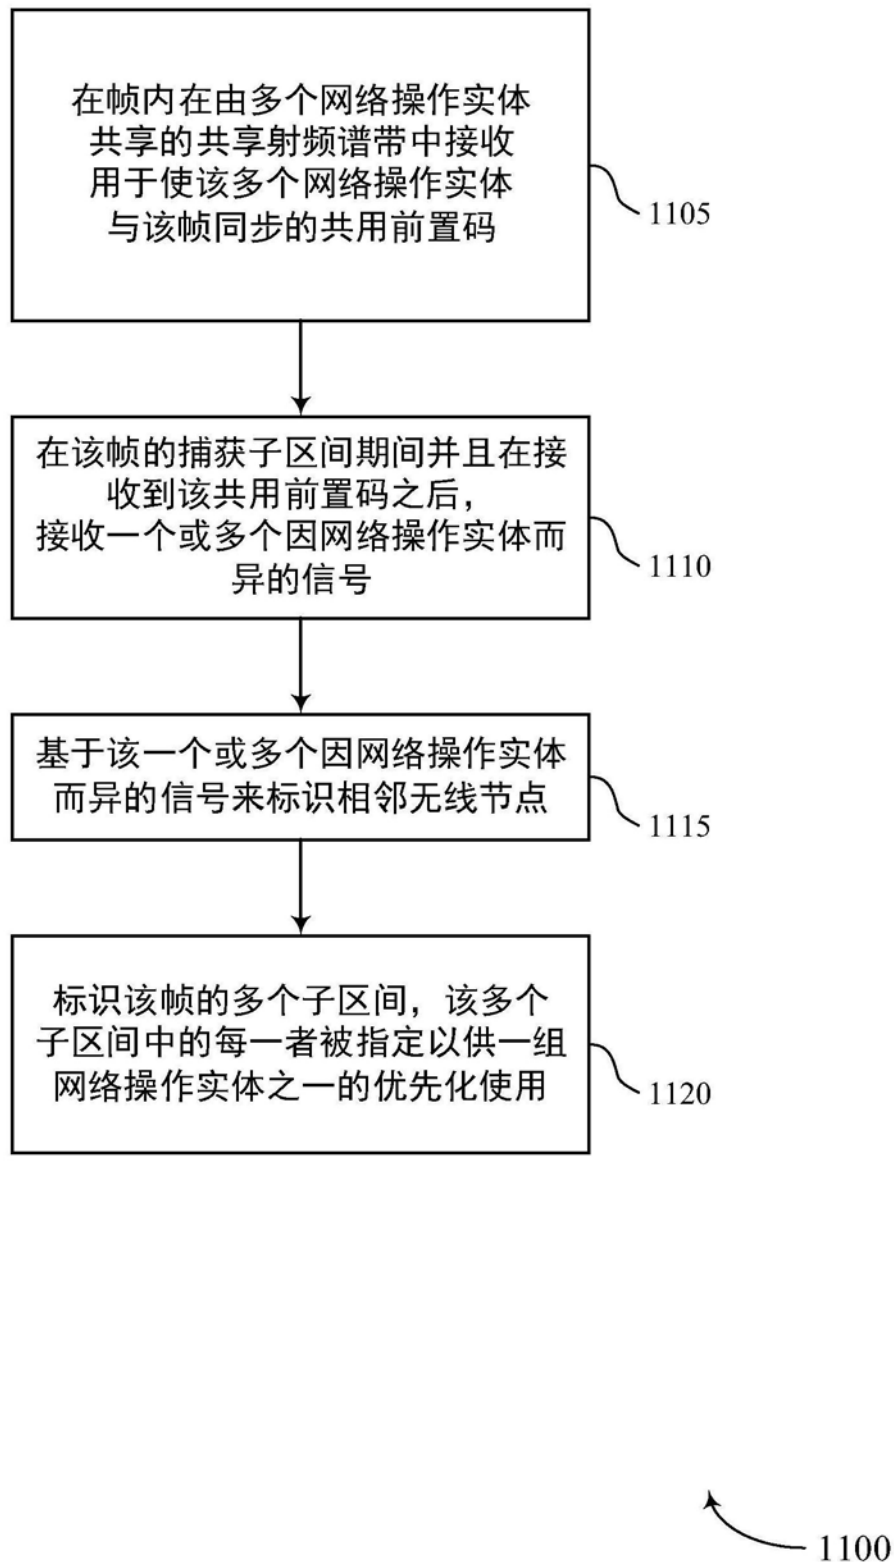 在帧内在由多个网络操作实体
共享的共享射频谱带中接收
用于使该多个网络操作实体
与该帧同步的共用前置码
1105
在该帧的捕获子区间期间并且在接
收到该共用前置码之后，
接收一个或多个因网络操作实体而
异的信号
1110
基于该一个或多个因网络操作实体
而异的信号来标识相邻无线节点
1115
标识该帧的多个子区间，该多个
子区间中的每一者被指定以供一组
网络操作实体之一的优先化使用
1120
1100